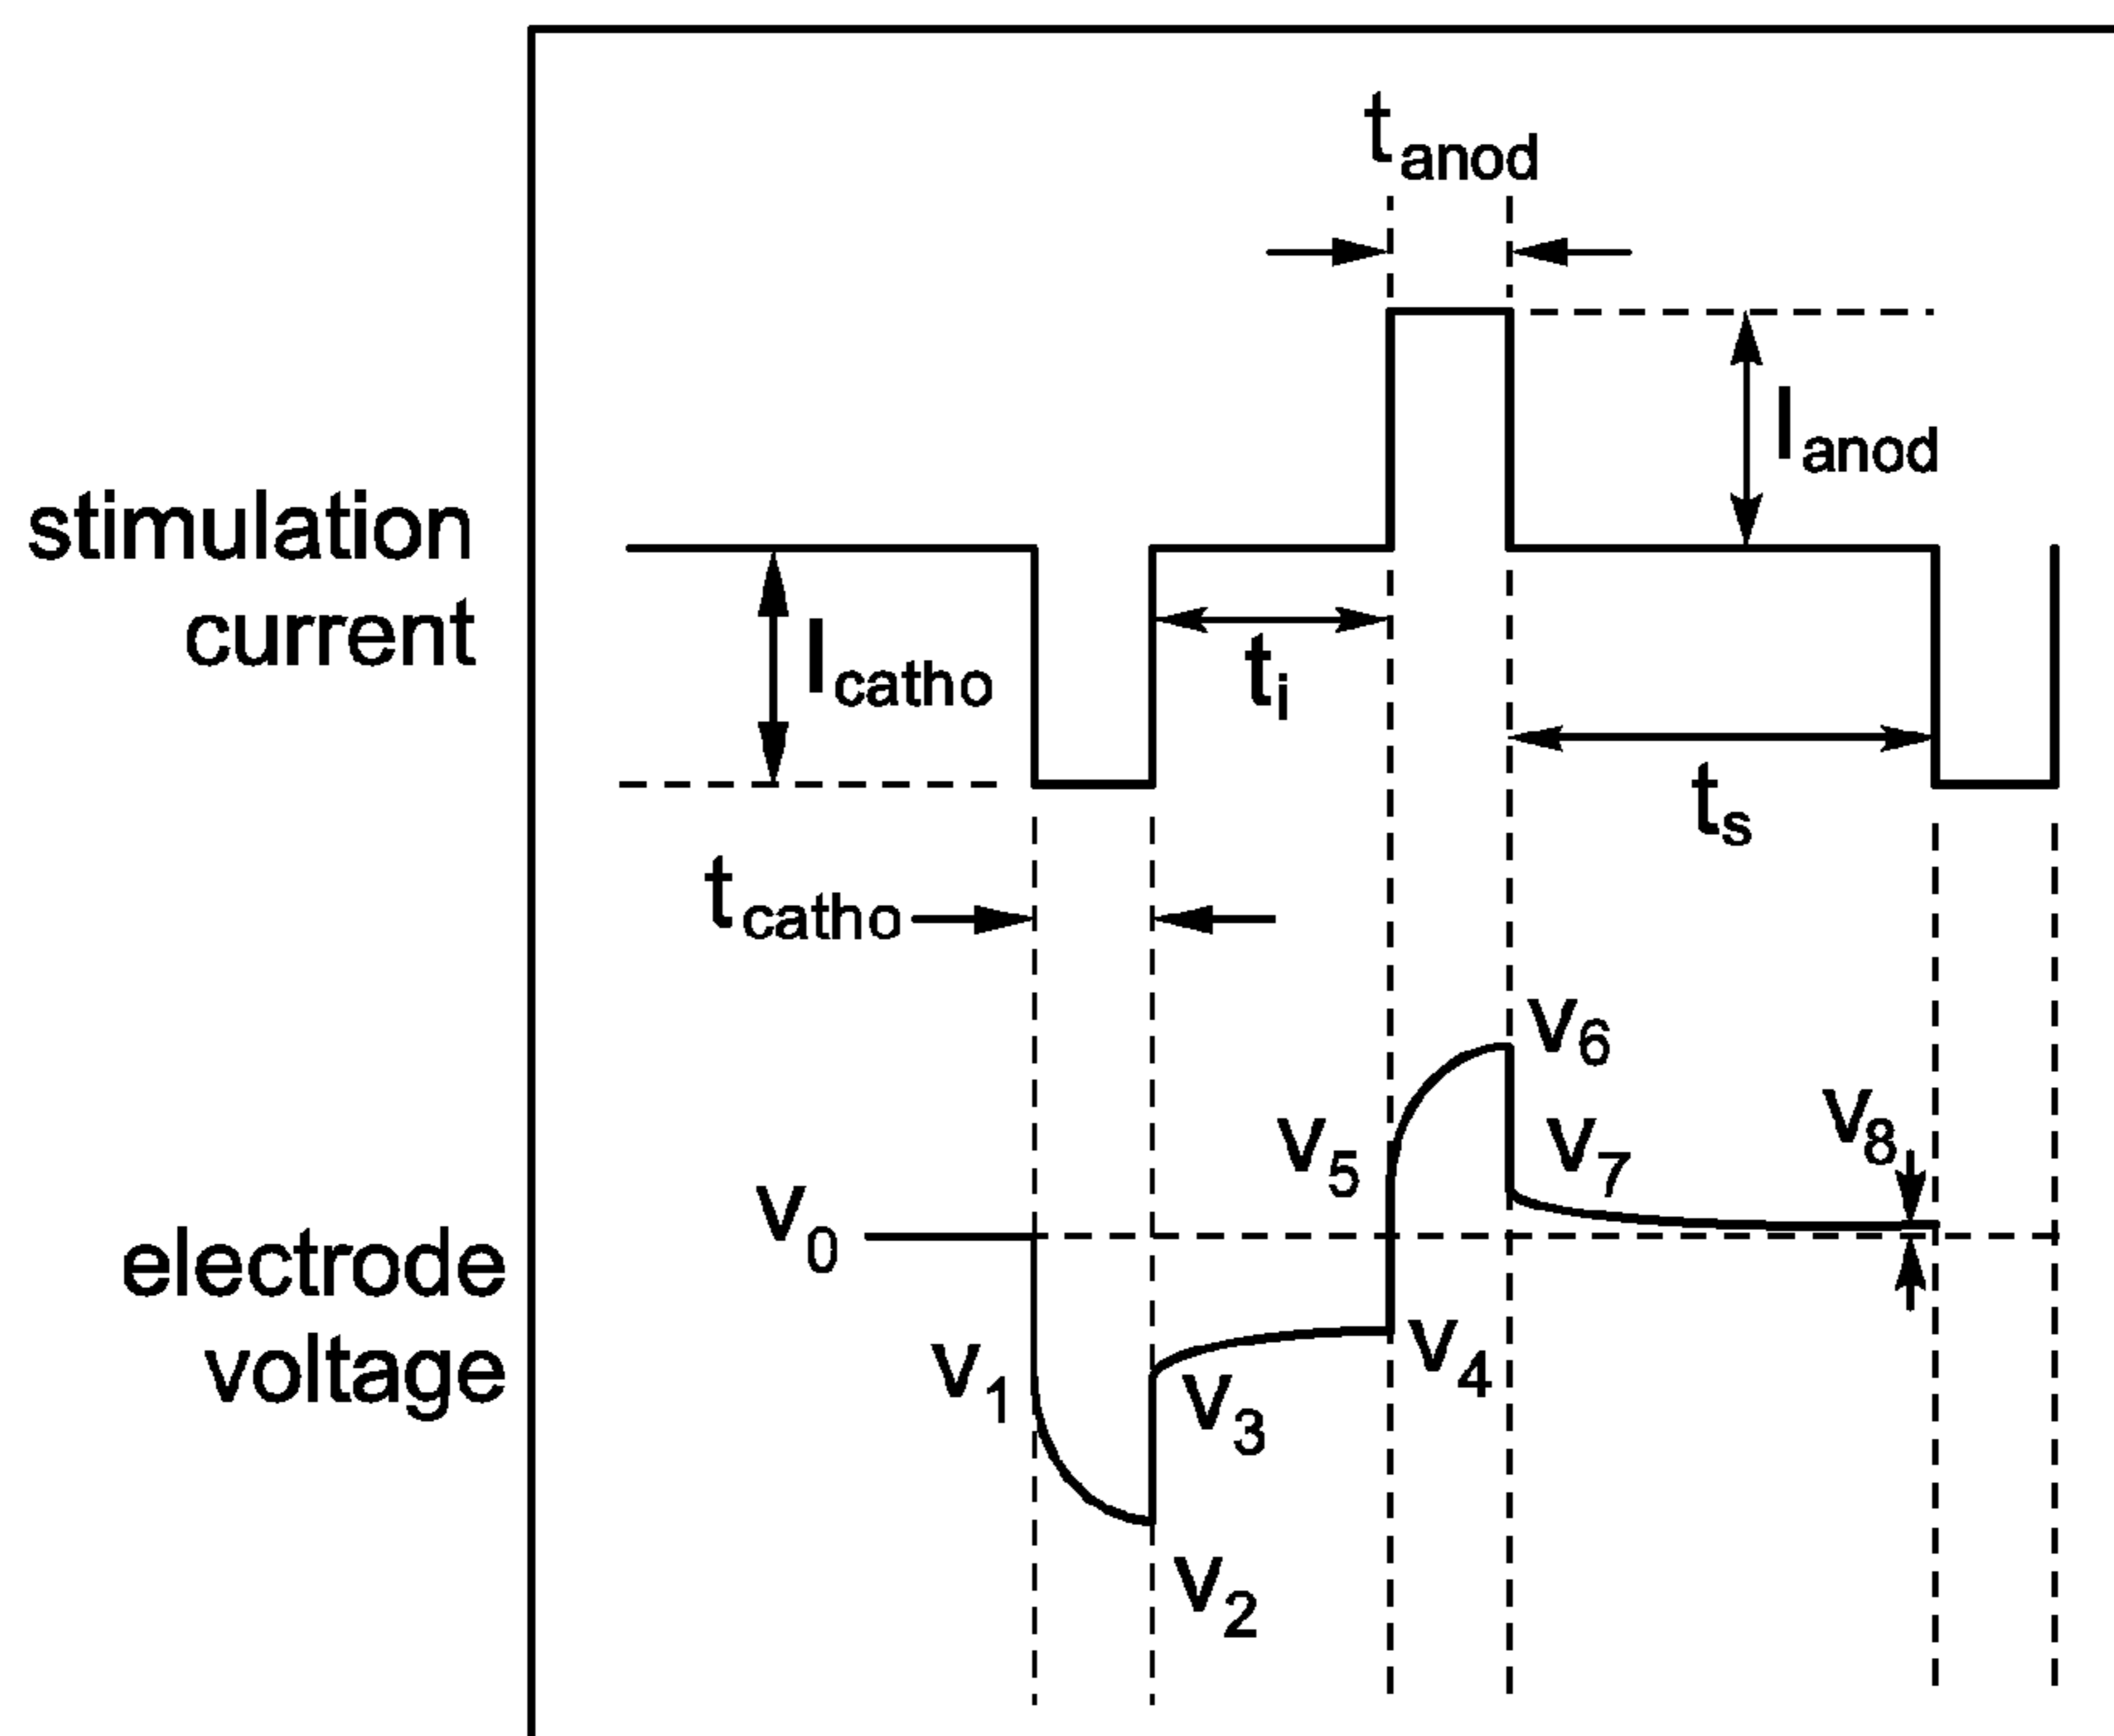 t_anod
I_anod
stimulation
current
I_catho
t_i
t_s
t_catho
v_6
v_8
v_5
v_7
v_0
electrode
voltage
v_1
v_4
v_3
v_2